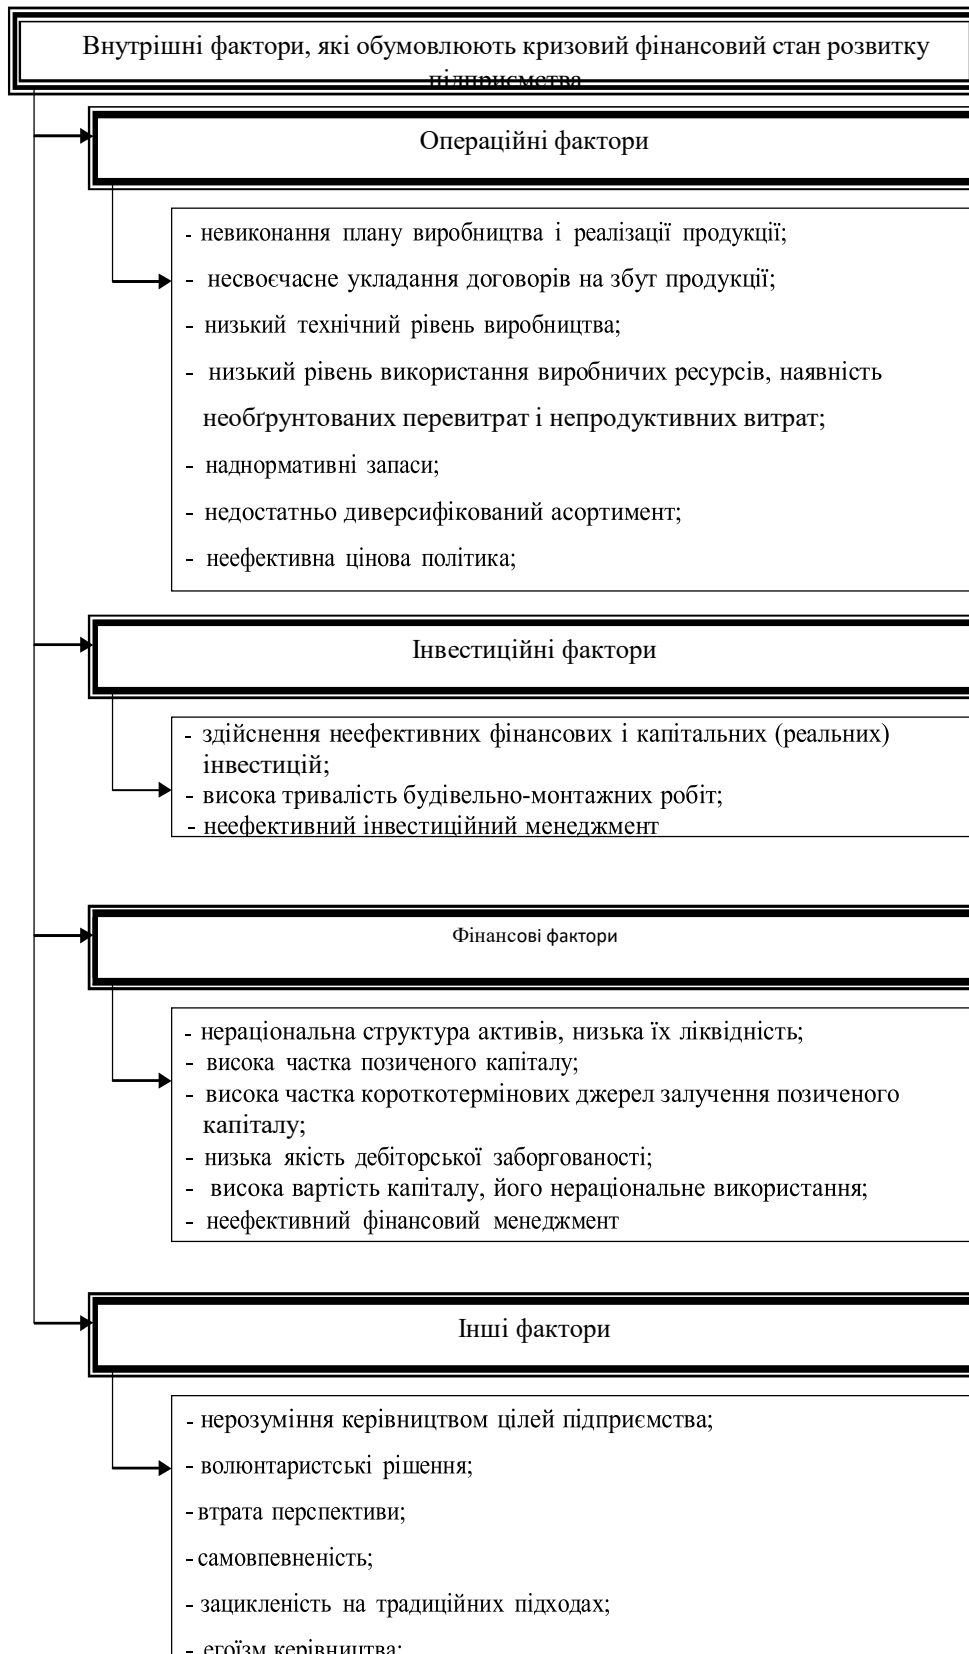 Внутрішні фактори, які обумовлюють кризовий фінансовий стан розвитку
підприємства
Операційні фактори
- невиконання плану виробництва і реалізації продукції;
- несвоєчасне укладання договорів на збут продукції;
- низький технічний рівень виробництва;
- низький рівень використання виробничих ресурсів, наявність
необґрунтованих перевитрат і непродуктивних витрат;
- наднормативні запаси;
- недостатньо диверсифікований асортимент;
- неефективна цінова політика;
Інвестиційні фактори
- здійснення неефективних фінансових і капітальних (реальних)
інвестицій;
- висока тривалість будівельно-монтажних робіт;
- неефективний інвестиційний менеджмент
Фінансові фактори
- нераціональна структура активів, низька їх ліквідність;
- висока частка позиченого капіталу;
- висока частка короткотермінових джерел залучення позиченого
капіталу;
- низька якість дебіторської заборгованості;
- висока вартість капіталу, його нераціональне використання;
- неефективний фінансовий менеджмент
Інші фактори
- нерозуміння керівництвом цілей підприємства;
- волюнтаристські рішення;
- втрата перспективи;
- самовпевненість;
- зацикленість на традиційних підходах;
- егоїзм керівництва;